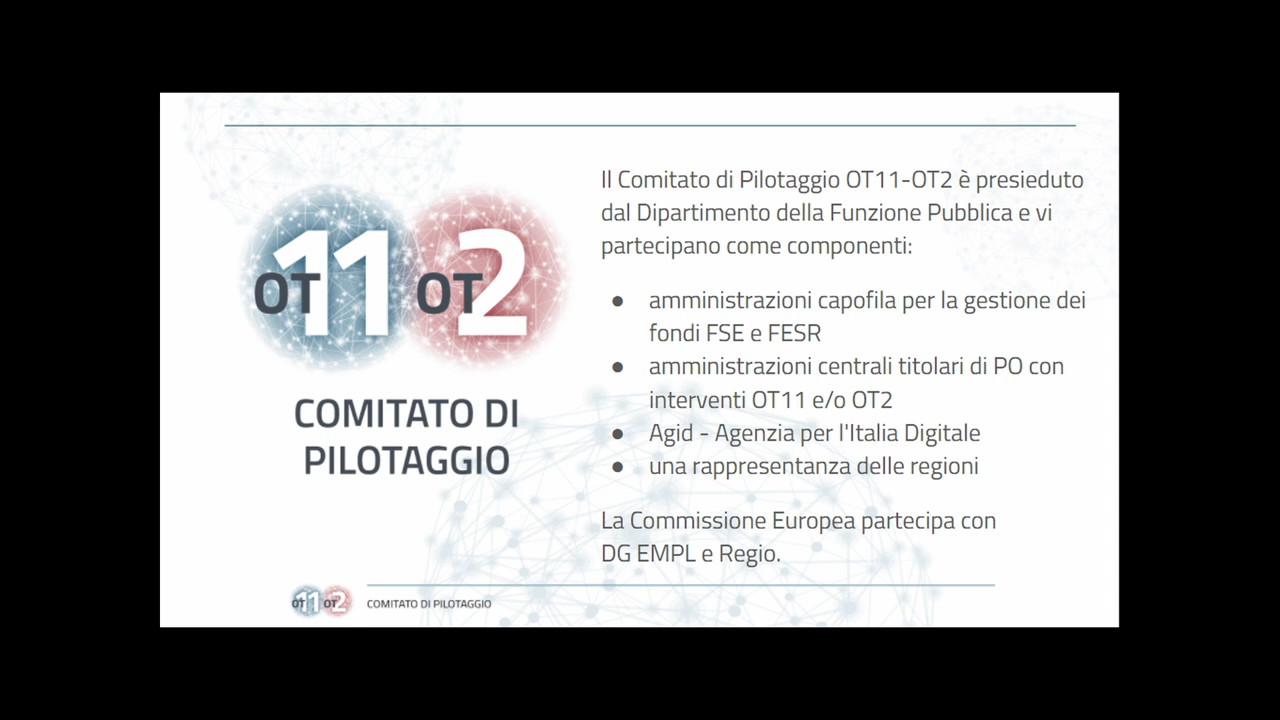 OT11 OT2
COMITATO DI
PILOTAGGIO
Il Comitato di Pilotaggio OT11-OT2 è presieduto
dal Dipartimento della Funzione Pubblica e vi
partecipano come componenti:
● amministrazioni capofila per la gestione dei
fondi FSE e FESR
● amministrazioni centrali titolari di PO con
interventi OT11 e/o OT2
● Agid - Agenzia per l'Italia Digitale
● una rappresentanza delle regioni
La Commissione Europea partecipa con
DG EMPL e Regio.
OT11 OT2 COMITATO DI PILOTAGGIO